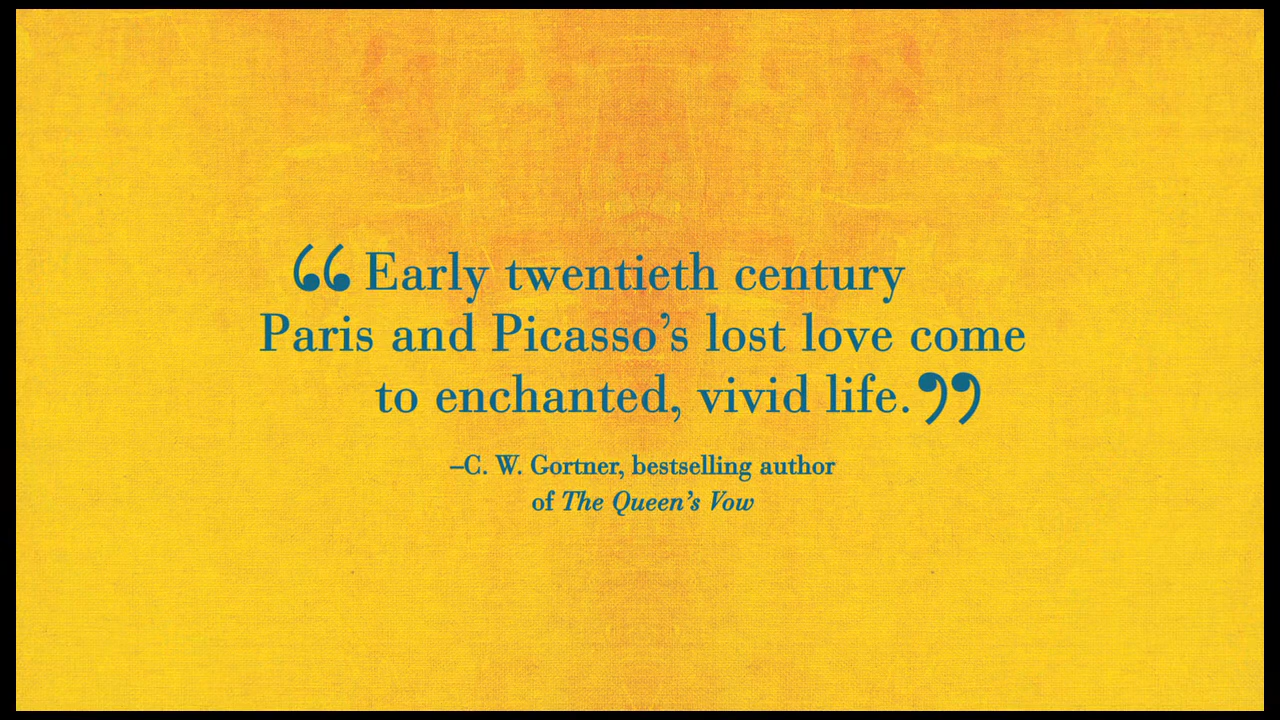 “Early twentieth century
Paris and Picasso’s lost love come
to enchanted, vivid life.”
–C. W. Gortner, bestselling author
of The Queen’s Vow